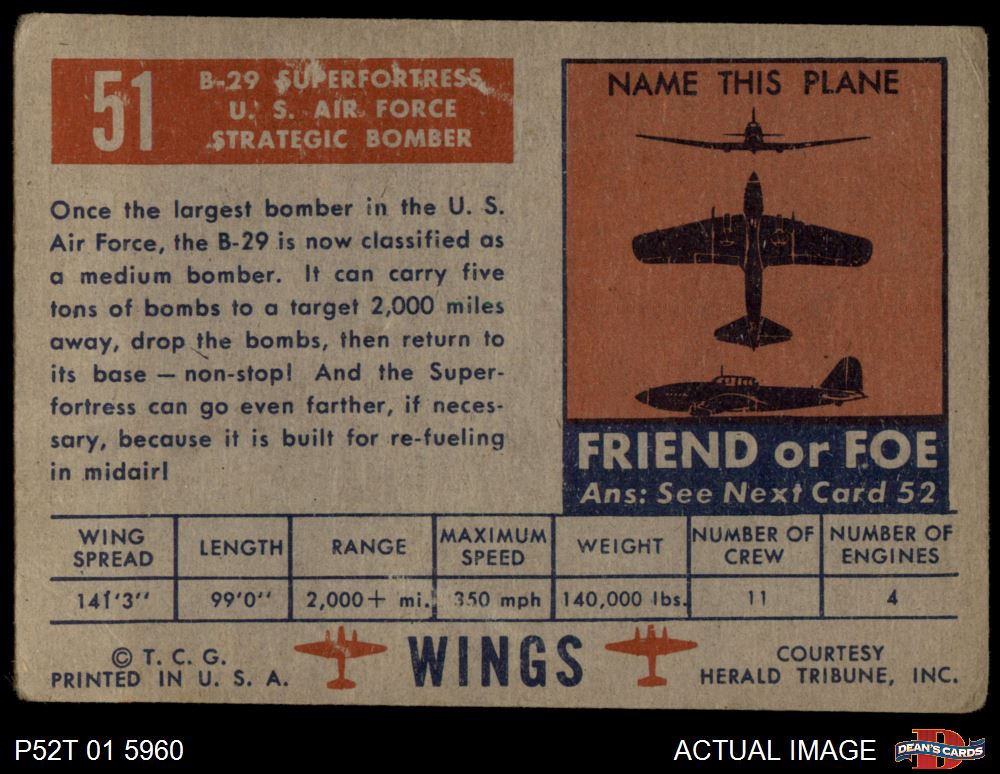 51
B-29 SUPERFORTRESS
U. S. AIR FORCE
STRATEGIC BOMBER
Once the largest bomber in the U. S.
Air Force, the B-29 is now classified as
a medium bomber. It can carry five
tons of bombs to a target 2,000 miles
away, drop the bombs, then return to
its base — non-stop! And the Super-
fortress can go even farther, if neces-
sary, because it is built for re-fueling
in midair!
NAME THIS PLANE
FRIEND or FOE
Ans: See Next Card 52
WING SPREAD LENGTH RANGE MAXIMUM SPEED WEIGHT NUMBER OF CREW NUMBER OF ENGINES
141'3'' 99'0'' 2,000+ mi. 350 mph 140,000 lbs. 11 4
© T. C. G.
PRINTED IN U. S. A.
WINGS
COURTESY
HERALD TRIBUNE, INC.
P52T 01 5960
ACTUAL IMAGE
DEAN'S CARDS